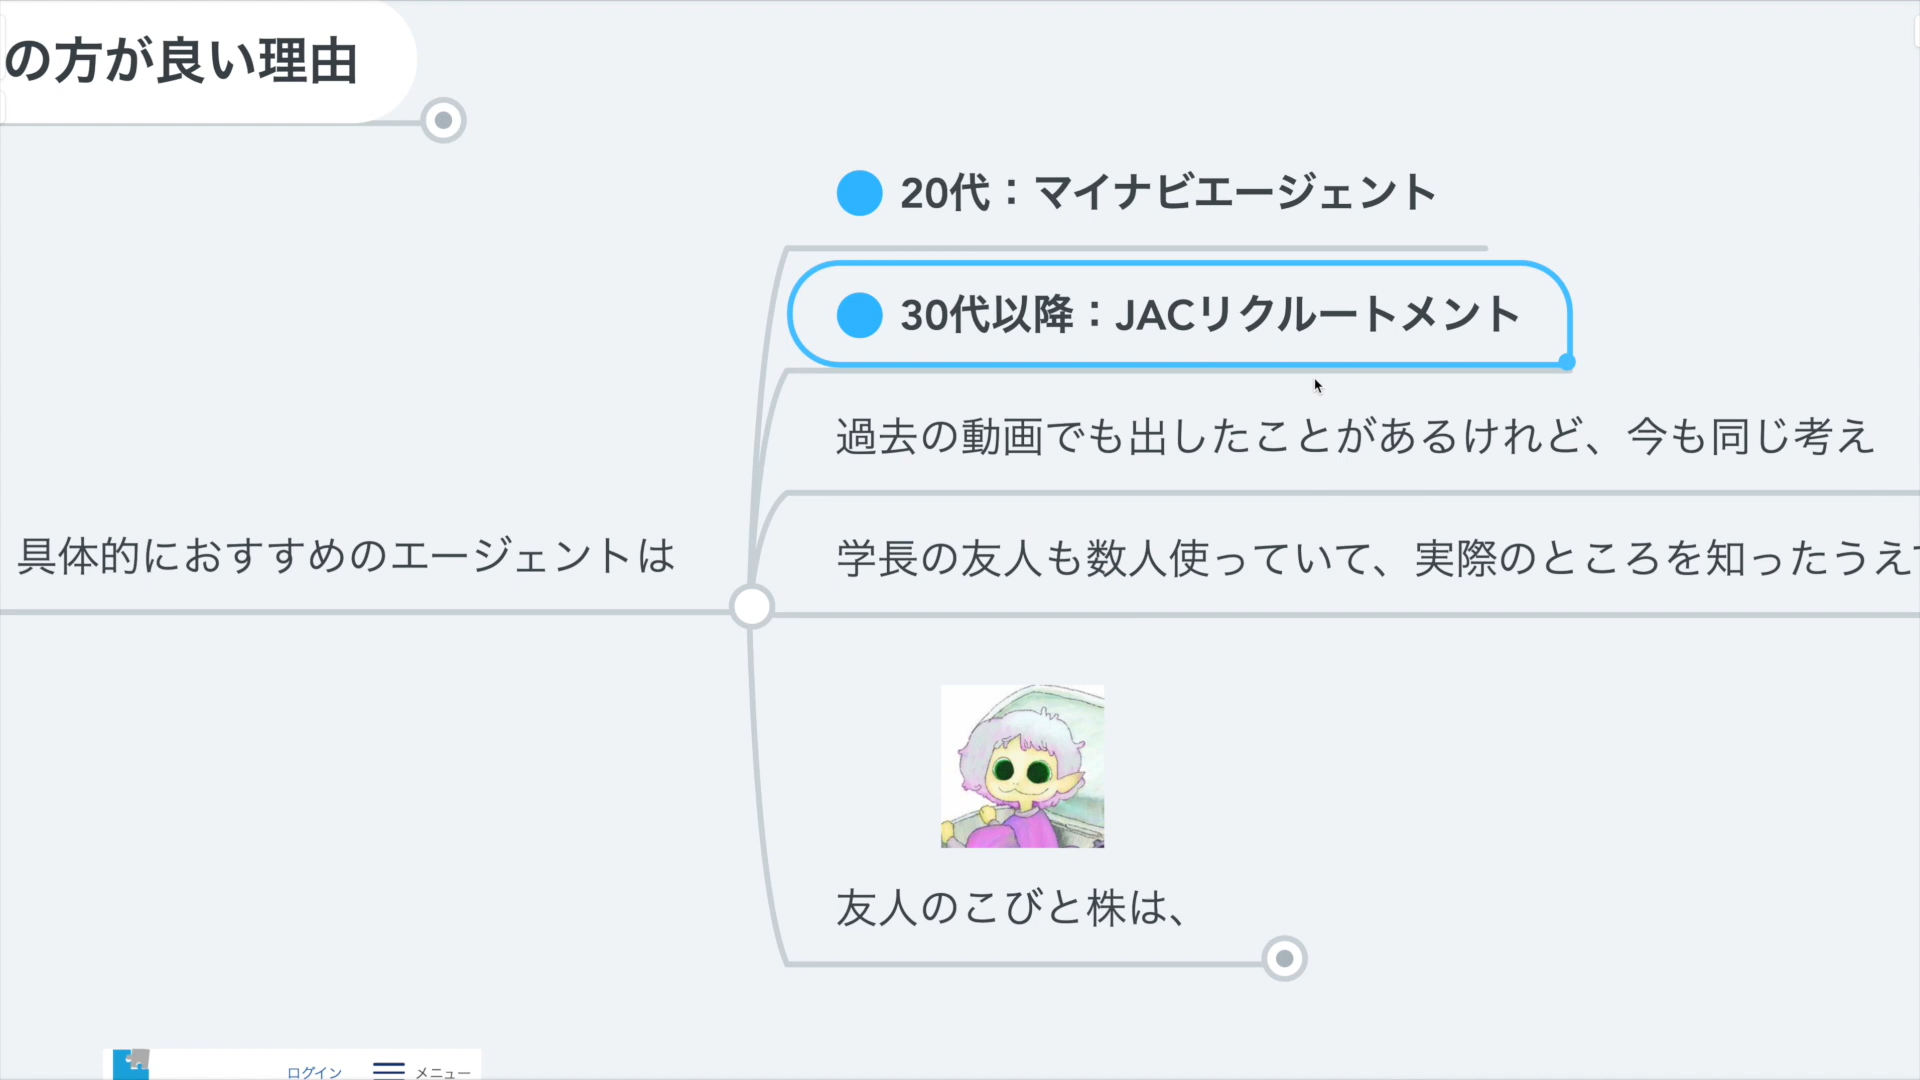 の方が良い理由
20代：マイナビエージェント
30代以降：JACリクルートメント
過去の動画でも出したことがあるけれど、今も同じ考え
具体的におすすめのエージェントは
学長の友人も数人使っていて、実際のところを知ったうえ
友人のこびと株は、
ログイン
メニュー